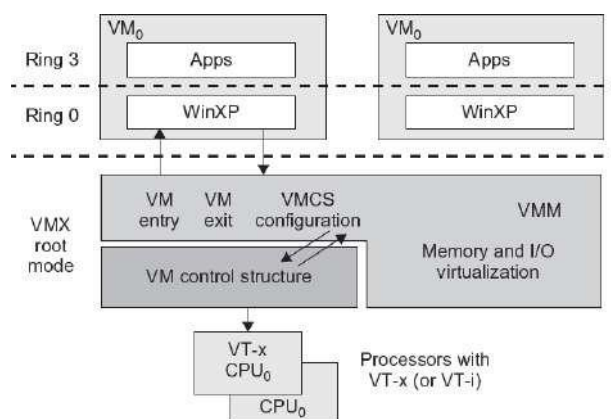 VM₀
VM₀
Ring 3
Apps
Apps
Ring 0
WinXP
WinXP
VM entry
VM exit
VMCS configuration
VMM
VMX root mode
Memory and I/O virtualization
VM control structure
VT-x CPU₀
CPU₀
Processors with VT-x (or VT-i)